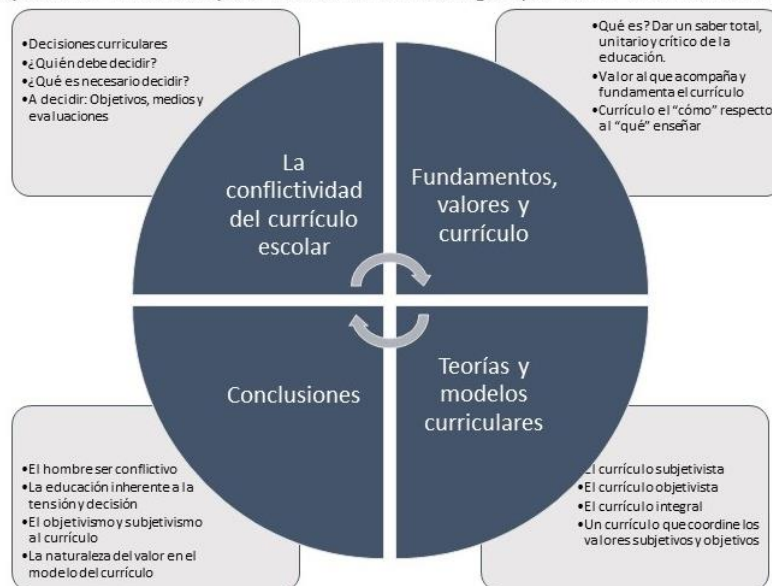 •Decisiones curriculares
•¿Quién debe decidir?
•¿Qué es necesario decidir?
•A decidir: Objetivos, medios y
evaluaciones
•Qué es? Dar un saber total,
unitario y crítico de la
educación.
•Valor al que acompaña y
fundamenta el currículo
•Currículo el “cómo” respecto
al “qué” enseñar
La
conflictividad
del currículo
escolar
Fundamentos,
valores y
currículo
Conclusiones
Teorías y
modelos
curriculares
•El hombre ser conflictivo
•La educación inherente a la
tensión y decisión
•El objetivismo y subjetivismo
al currículo
•La naturaleza del valor en el
modelo del currículo
El currículo subjetivista
•El currículo objetivista
•El currículo integral
•Un currículo que coordine los
valores subjetivos y objetivos